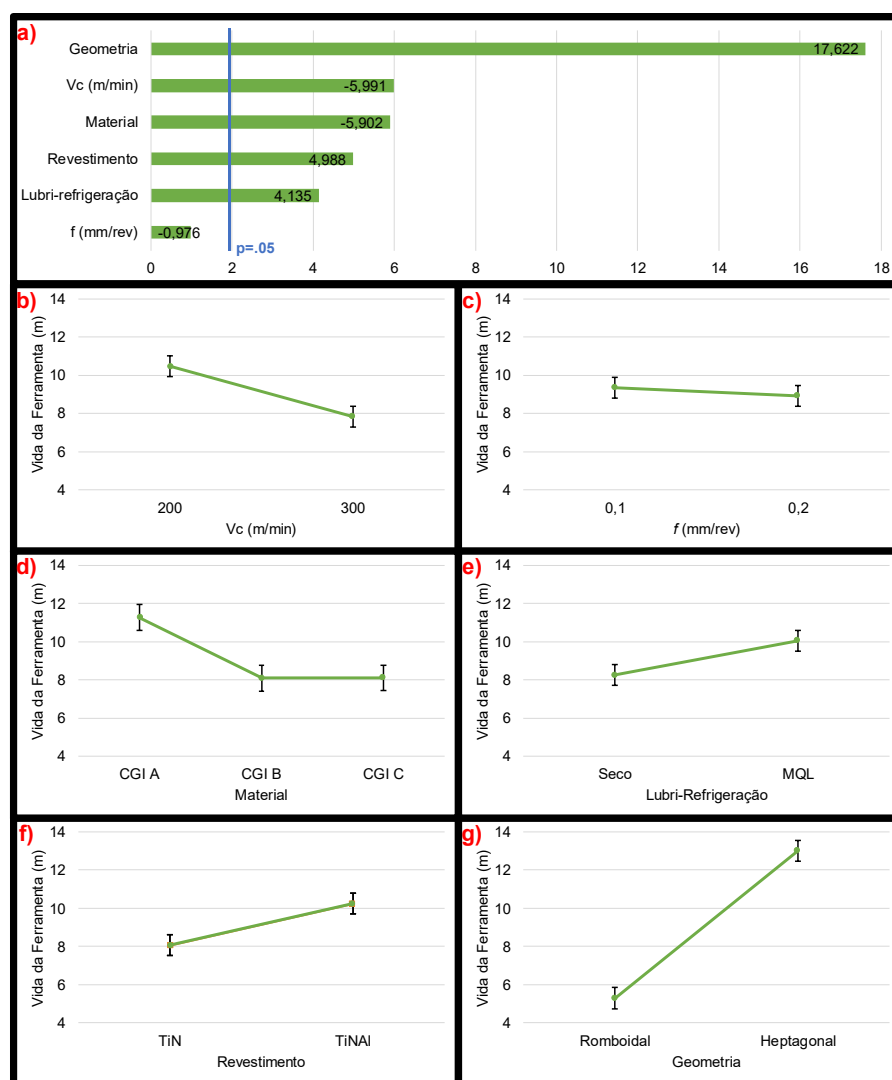 a)
Geometria
17,622
Vc (m/min)
-5,991
Material
-5,902
Revestimento
4,988
Lubri-refrigeração
4,135
f (mm/rev)
-0,976
p=.05
0 2 4 6 8 10 12 14 16 18
b)
Vida da Ferramenta (m)
14
12
10
8
6
4
200 300
Vc (m/min)
c)
Vida da Ferramenta (m)
14
12
10
8
6
4
0,1 0,2
f (mm/rev)
d)
Vida da Ferramenta (m)
14
12
10
8
6
4
CGI A CGI B CGI C
Material
e)
Vida da Ferramenta (m)
14
12
10
8
6
4
Seco MQL
Lubri-Refrigeração
f)
Vida da Ferramenta (m)
14
12
10
8
6
4
TiN TiNAl
Revestimento
g)
Vida da Ferramenta (m)
14
12
10
8
6
4
Romboidal Heptagonal
Geometria